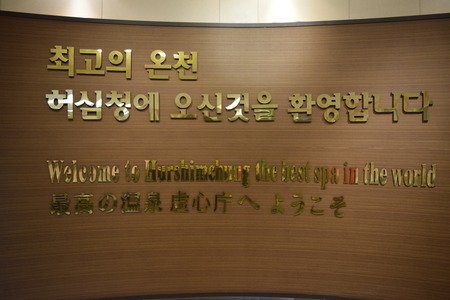 최고의 온천
허심청에 오신것을 환영합니다
Welcome to Hurshimchung the best spa in the world
最高の温泉 虚心庁へ ようこそ